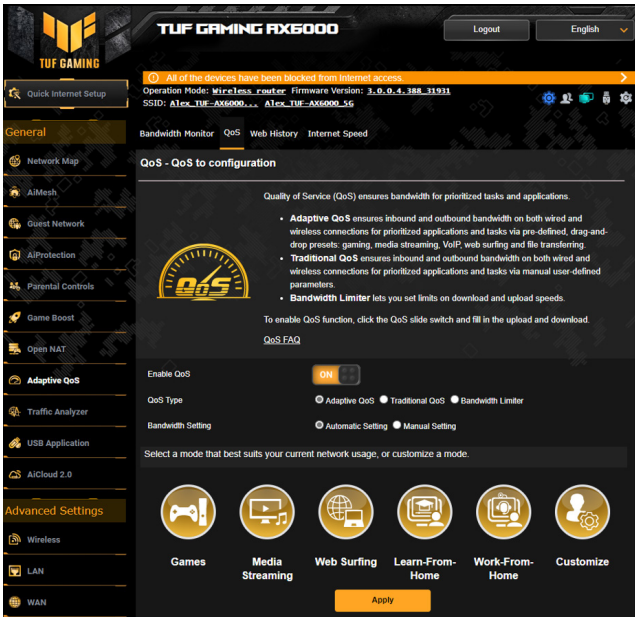 TUF GAMING AX6000
Logout
English
TUF GAMING
All of the devices have been blocked from Internet access.
Quick Internet Setup
Operation Mode: Wireless router Firmware Version: 3.0.0.4.388_31931
SSID: Alex_TUF-AX6000... Alex_TUF-AX6000_5G
General
Network Map
AiMesh
Guest Network
AiProtection
Parental Controls
Game Boost
Open NAT
Adaptive QoS
Traffic Analyzer
USB Application
AiCloud 2.0
Advanced Settings
Wireless
LAN
WAN
Bandwidth Monitor QoS Web History Internet Speed
QoS - QoS to configuration
QoS
Quality of Service (QoS) ensures bandwidth for prioritized tasks and applications.
• Adaptive QoS ensures inbound and outbound bandwidth on both wired and
wireless connections for prioritized applications and tasks via pre-defined, drag-and-
drop presets: gaming, media streaming, VoIP, web surfing and file transferring.
• Traditional QoS ensures inbound and outbound bandwidth on both wired and
wireless connections for prioritized applications and tasks via manual user-defined
parameters.
• Bandwidth Limiter lets you set limits on download and upload speeds.
To enable QoS function, click the QoS slide switch and fill in the upload and download.
QoS FAQ
Enable QoS ON
QoS Type Adaptive QoS Traditional QoS Bandwidth Limiter
Bandwidth Setting Automatic Setting Manual Setting
Select a mode that best suits your current network usage, or customize a mode.
Games
Media
Streaming
Web Surfing
Learn-From-
Home
Work-From-
Home
Customize
Apply